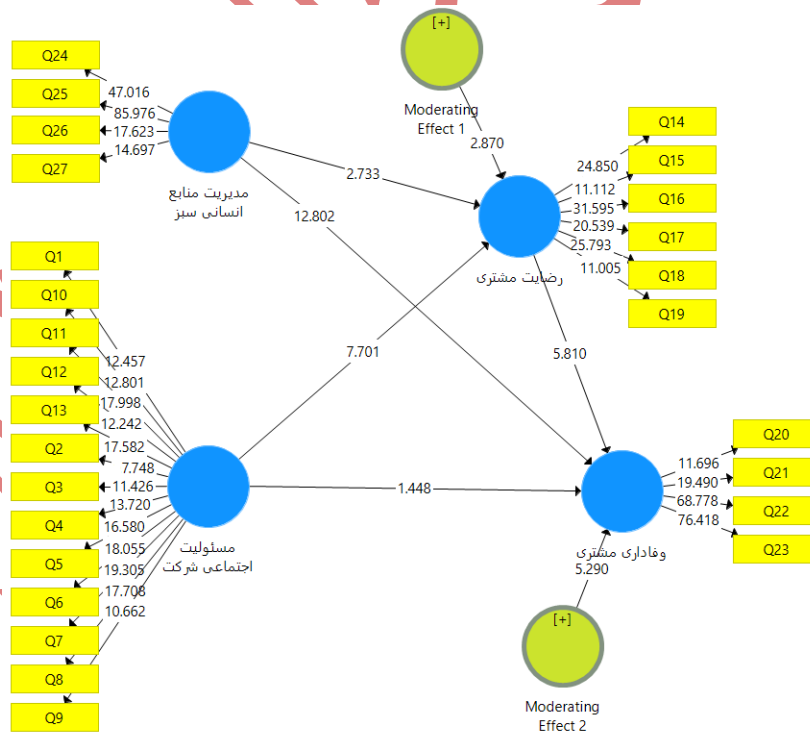 [+]
Moderating
Effect 1
2.870
Q24
Q25
Q26
Q27
47.016
85.976
17.623
14.697
مدیریت منابع
انسانی سبز
2.733
12.802
Q14
Q15
Q16
Q17
Q18
Q19
24.850
11.112
31.595
20.539
25.793
11.005
رضایت مشتری
Q1
Q10
Q11
Q12
Q13
Q2
Q3
Q4
Q5
Q6
Q7
Q8
Q9
12.457
12.801
17.998
12.242
17.582
7.748
11.426
13.720
16.580
18.055
19.305
17.708
10.662
مسئولیت
اجتماعی شرکت
7.701
5.810
1.448
Q20
Q21
Q22
Q23
11.696
19.490
68.778
76.418
وفاداری مشتری
5.290
[+]
Moderating
Effect 2